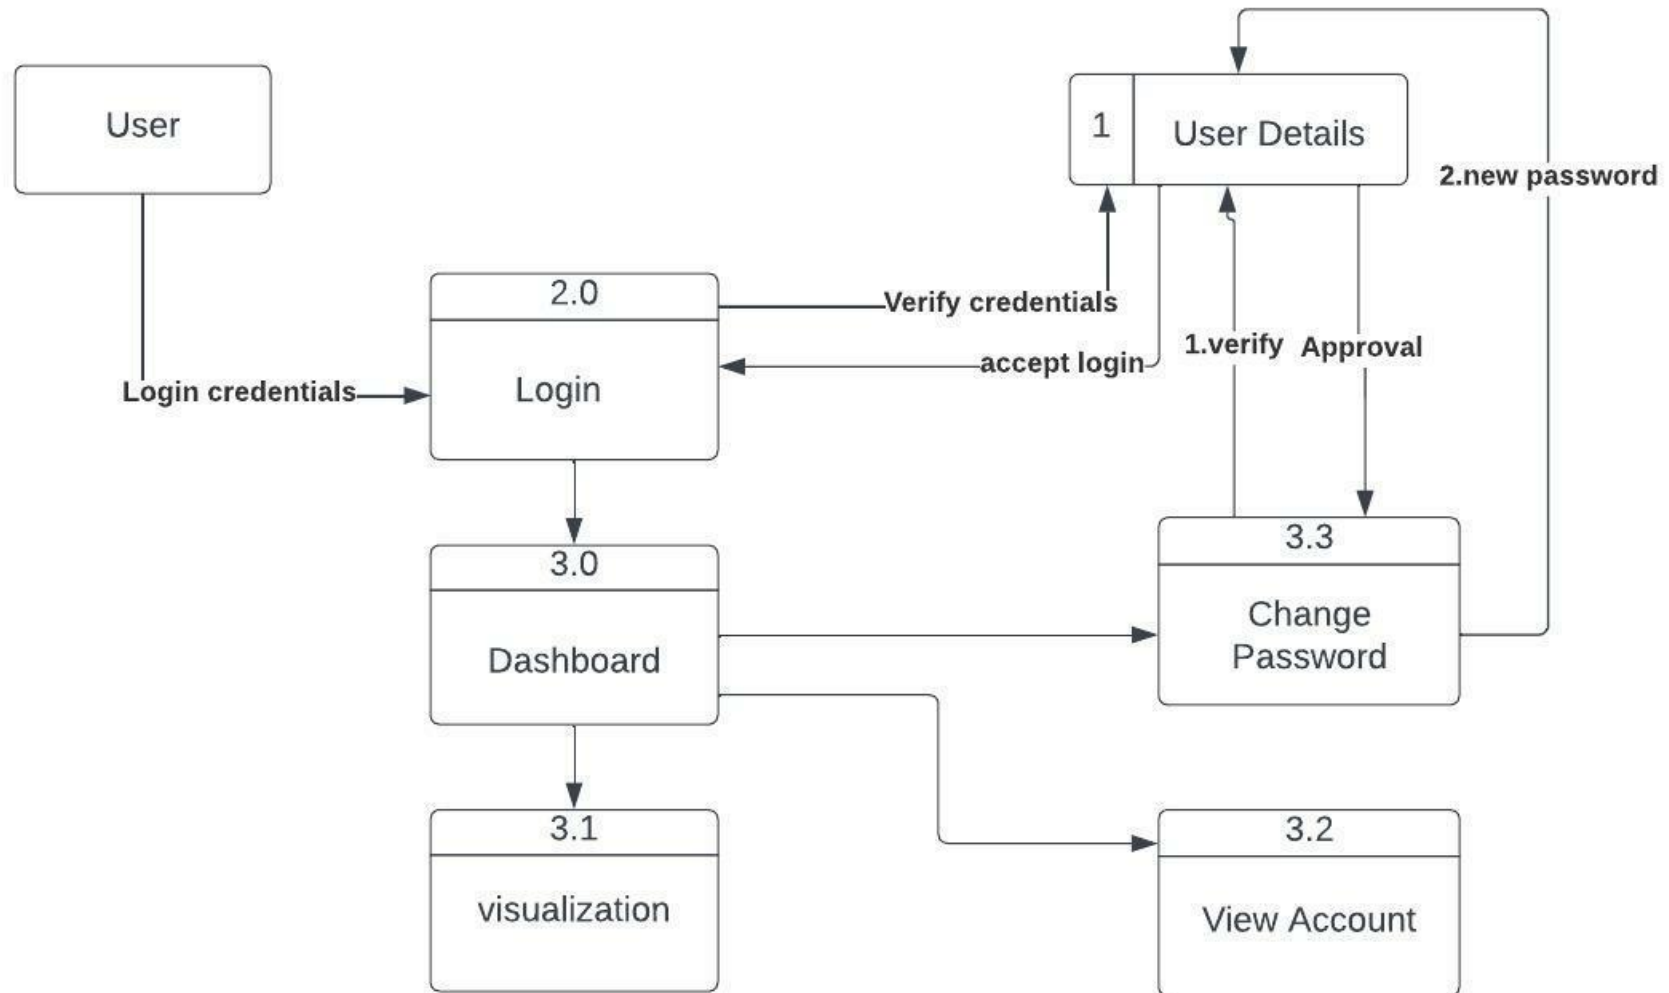 User
1
User Details
2.new password
2.0
Login
Verify credentials
accept login
1.verify
Approval
Login credentials
3.0
Dashboard
3.3
Change
Password
3.1
visualization
3.2
View Account